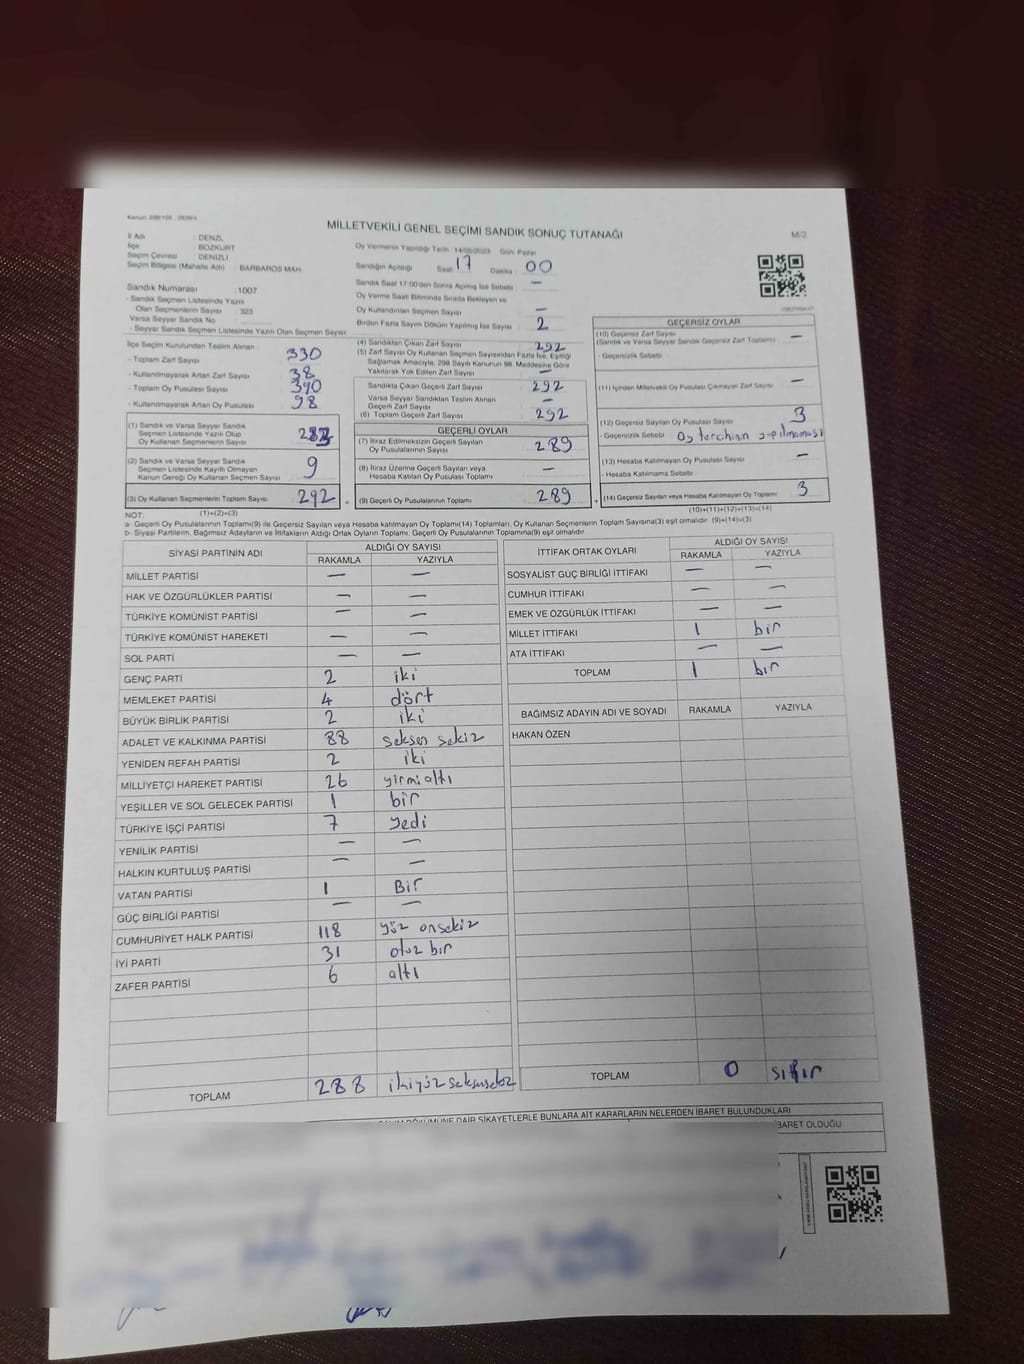 MİLLETVEKİLİ GENEL SEÇİMİ SANDIK SONUÇ TUTANAĞI
M/2
İl Adı : DENİZLİ
İlçe : BOZKURT
Seçim Çevresi : DENİZLİ
Seçim Bölgesi (Mahalle Adı) : BARBAROS MAH.
Sandık Numarası : 1007
- Sandık Seçmen Listesinde Yazılı
Olan Seçmenlerin Sayısı : 323
Varsa Seyyar Sandık No :
- Seyyar Sandık Seçmen Listesinde Yazılı Olan Seçmen Sayısı
Oy Vermenin Yapıldığı Tarih : 14/05/2023 Gün: Pazar
Sandığın Açıldığı Saat 17 Dakika 00
Sandık Saat 17.00'den Sonra Açılmış İse Sebebi : —
Oy Verme Saati Bitiminde Sırada Bekleyen ve
Oy Kullandırılan Seçmen Sayısı —
Birden Fazla Sayım Döküm Yapılmış İse Sayısı 2
İlçe Seçim Kurulundan Teslim Alınan :
- Toplam Zarf Sayısı 330
- Kullanılmayarak Artan Zarf Sayısı 38
- Toplam Oy Pusulası Sayısı 390
- Kullanılmayarak Artan Oy Pusulası 98
(1) Sandık ve Varsa Seyyar Sandık
Seçmen Listesinde Yazılı Olup
Oy Kullanan Seçmenlerin Sayısı 283
(2) Sandık ve Varsa Seyyar Sandık
Seçmen Listesinde Kayıtlı Olmayan
Kanun Gereği Oy Kullanan Seçmen Sayısı 9
(3) Oy Kullanan Seçmenlerin Toplam Sayısı 292
(4) Sandıktan Çıkan Zarf Sayısı 292
(5) Zarf Sayısı Oy Kullanan Seçmen Sayısından Fazla İse, Eşitliği
Sağlamak Amacıyla, 298 Sayılı Kanunun 98. Maddesine Göre
Yakılarak Yok Edilen Zarf Sayısı —
Sandıkta Çıkan Geçerli Zarf Sayısı 292
Varsa Seyyar Sandıktan Teslim Alınan
Geçerli Zarf Sayısı —
(6) Toplam Geçerli Zarf Sayısı 292
GEÇERLİ OYLAR
(7) İtiraz Edilmeksizin Geçerli Sayılan
Oy Pusulalarının Sayısı 289
(8) İtiraz Üzerine Geçerli Sayılan veya
Hesaba Katılan Oy Pusulaları Toplamı —
(9) Geçerli Oy Pusulalarının Toplamı 289
GEÇERSİZ OYLAR
(10) Geçersiz Zarf Sayısı
(Sandık ve Varsa Seyyar Sandık Geçersiz Zarf Toplamı) —
- Geçersizlik Sebebi
(11) İçinden Milletvekili Oy Pusulası Çıkmayan Zarf Sayısı —
(12) Geçersiz Sayılan Oy Pusulası Sayısı 3
- Geçersizlik Sebebi Oy tercihinin yapılmaması
(13) Hesaba Katılmayan Oy Pusulası Sayısı —
- Hesaba Katılmama Sebebi
(14) Geçersiz Sayılan veya Hesaba Katılmayan Oy Toplamı 3
NOT: (1)+(2)=(3)
(10)+(11)+(12)+(13)=(14)
a- Geçerli Oy Pusulalarının Toplamı(9) ile Geçersiz Sayılan veya Hesaba katılmayan Oy Toplamı(14) Toplamları, Oy Kullanan Seçmenlerin Toplam Sayısına(3) eşit olmalıdır. (9)+(14)=(3)
b- Siyasi Partilerin, Bağımsız Adayların ve İttifakların Aldığı Ortak Oyların Toplamı, Geçerli Oy Pusulalarının Toplamına(9) eşit olmalıdır.
SİYASİ PARTİNİN ADI ALDIĞI OY SAYISI
RAKAMLA YAZIYLA
MİLLET PARTİSİ — —
HAK VE ÖZGÜRLÜKLER PARTİSİ — —
TÜRKİYE KOMÜNİST PARTİSİ — —
TÜRKİYE KOMÜNİST HAREKETİ — —
SOL PARTİ — —
GENÇ PARTİ 2 iki
MEMLEKET PARTİSİ 4 dört
BÜYÜK BİRLİK PARTİSİ 2 iki
ADALET VE KALKINMA PARTİSİ 88 seksen sekiz
YENİDEN REFAH PARTİSİ 2 iki
MİLLİYETÇİ HAREKET PARTİSİ 26 yirmi altı
YEŞİLLER VE SOL GELECEK PARTİSİ 1 bir
TÜRKİYE İŞÇİ PARTİSİ 7 yedi
YENİLİK PARTİSİ — —
HALKIN KURTULUŞ PARTİSİ — —
VATAN PARTİSİ 1 Bir
GÜÇ BİRLİĞİ PARTİSİ — —
CUMHURİYET HALK PARTİSİ 118 yüz onsekiz
İYİ PARTİ 31 otuz bir
ZAFER PARTİSİ 6 altı
TOPLAM 288 ikiyüz seksensekiz
İTTİFAK ORTAK OYLARI ALDIĞI OY SAYISI
RAKAMLA YAZIYLA
SOSYALİST GÜÇ BİRLİĞİ İTTİFAKI — —
CUMHUR İTTİFAKI — —
EMEK VE ÖZGÜRLÜK İTTİFAKI — —
MİLLET İTTİFAKI 1 bir
ATA İTTİFAKI — —
TOPLAM 1 bir
BAĞIMSIZ ADAYIN ADI VE SOYADI RAKAMLA YAZIYLA
HAKAN ÖZEN
TOPLAM 0 sıfır
DÖKÜMÜNE DAİR ŞİKAYETLERLE BUNLARA AİT KARARLARIN NELERDEN İBARET BULUNDUKLARI
İBARET OLDUĞU